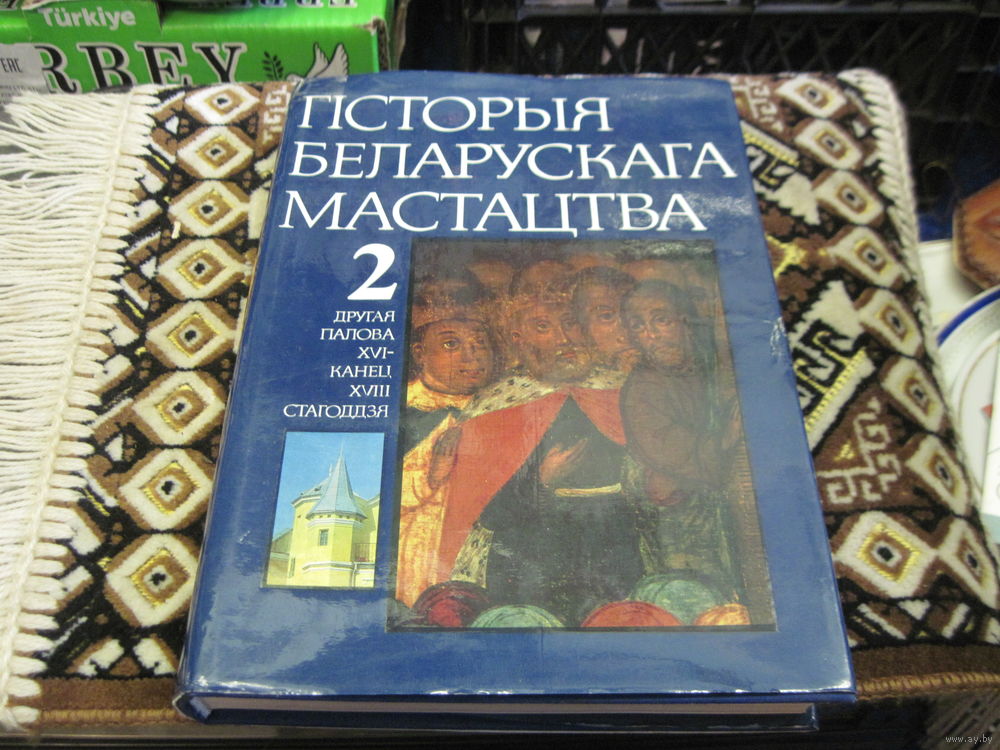 Türkiye
RBEY
ГІСТОРЫЯ
БЕЛАРУСКАГА
МАСТАЦТВА
2
ДРУГАЯ
ПАЛОВА
XVI-
КАНЕЦ
XVIII
СТАГОДДЗЯ
www.ay.by